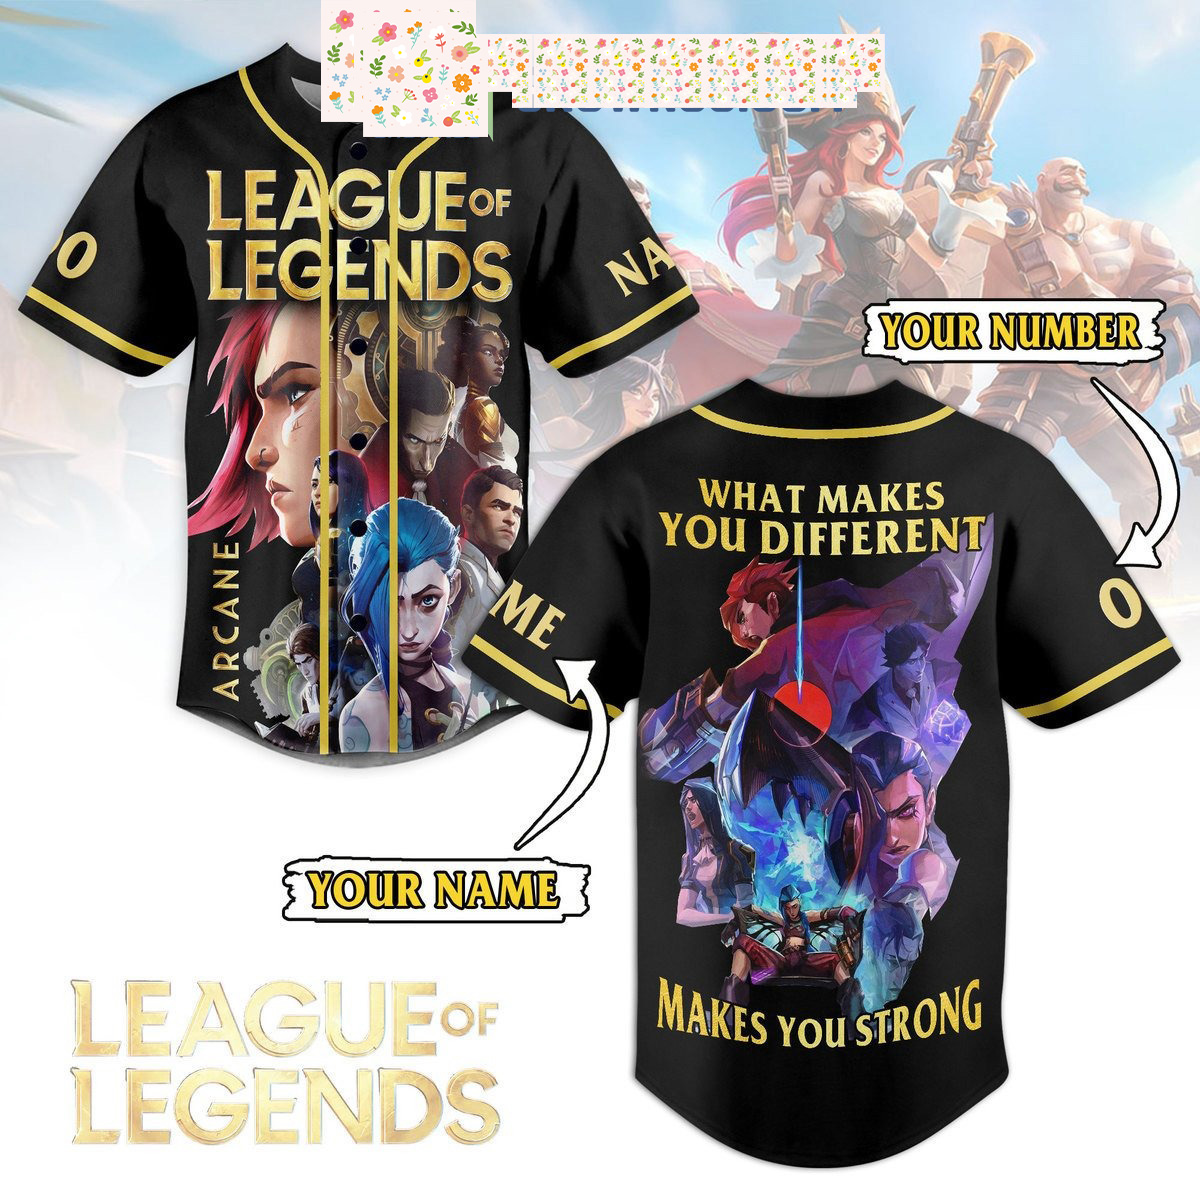 LEAGUE OF
LEGENDS
00
NA
ARCANE
YOUR NUMBER
WHAT MAKES
YOU DIFFERENT
ME
0
YOUR NAME
MAKES YOU STRONG
LEAGUE OF
LEGENDS